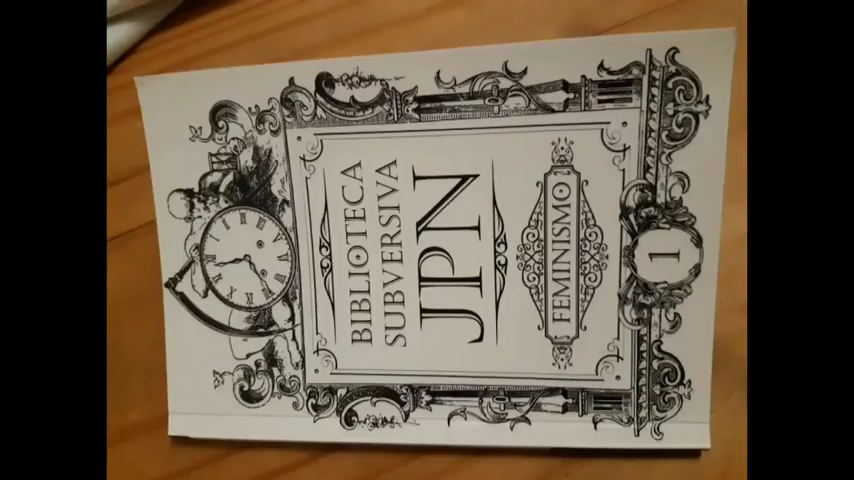 BIBLIOTECA
SUBVERSIVA
JPN
FEMINISMO
1